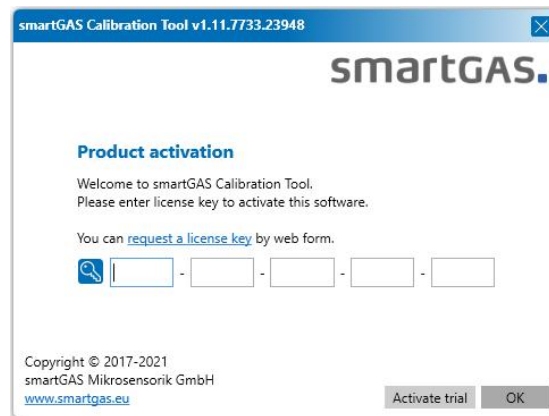 smartGAS Calibration Tool v1.11.7733.23948
smartGAS.
Product activation
Welcome to smartGAS Calibration Tool.
Please enter license key to activate this software.
You can request a license key by web form.
- - - -
Copyright © 2017-2021
smartGAS Mikrosensorik GmbH
www.smartgas.eu
Activate trial OK